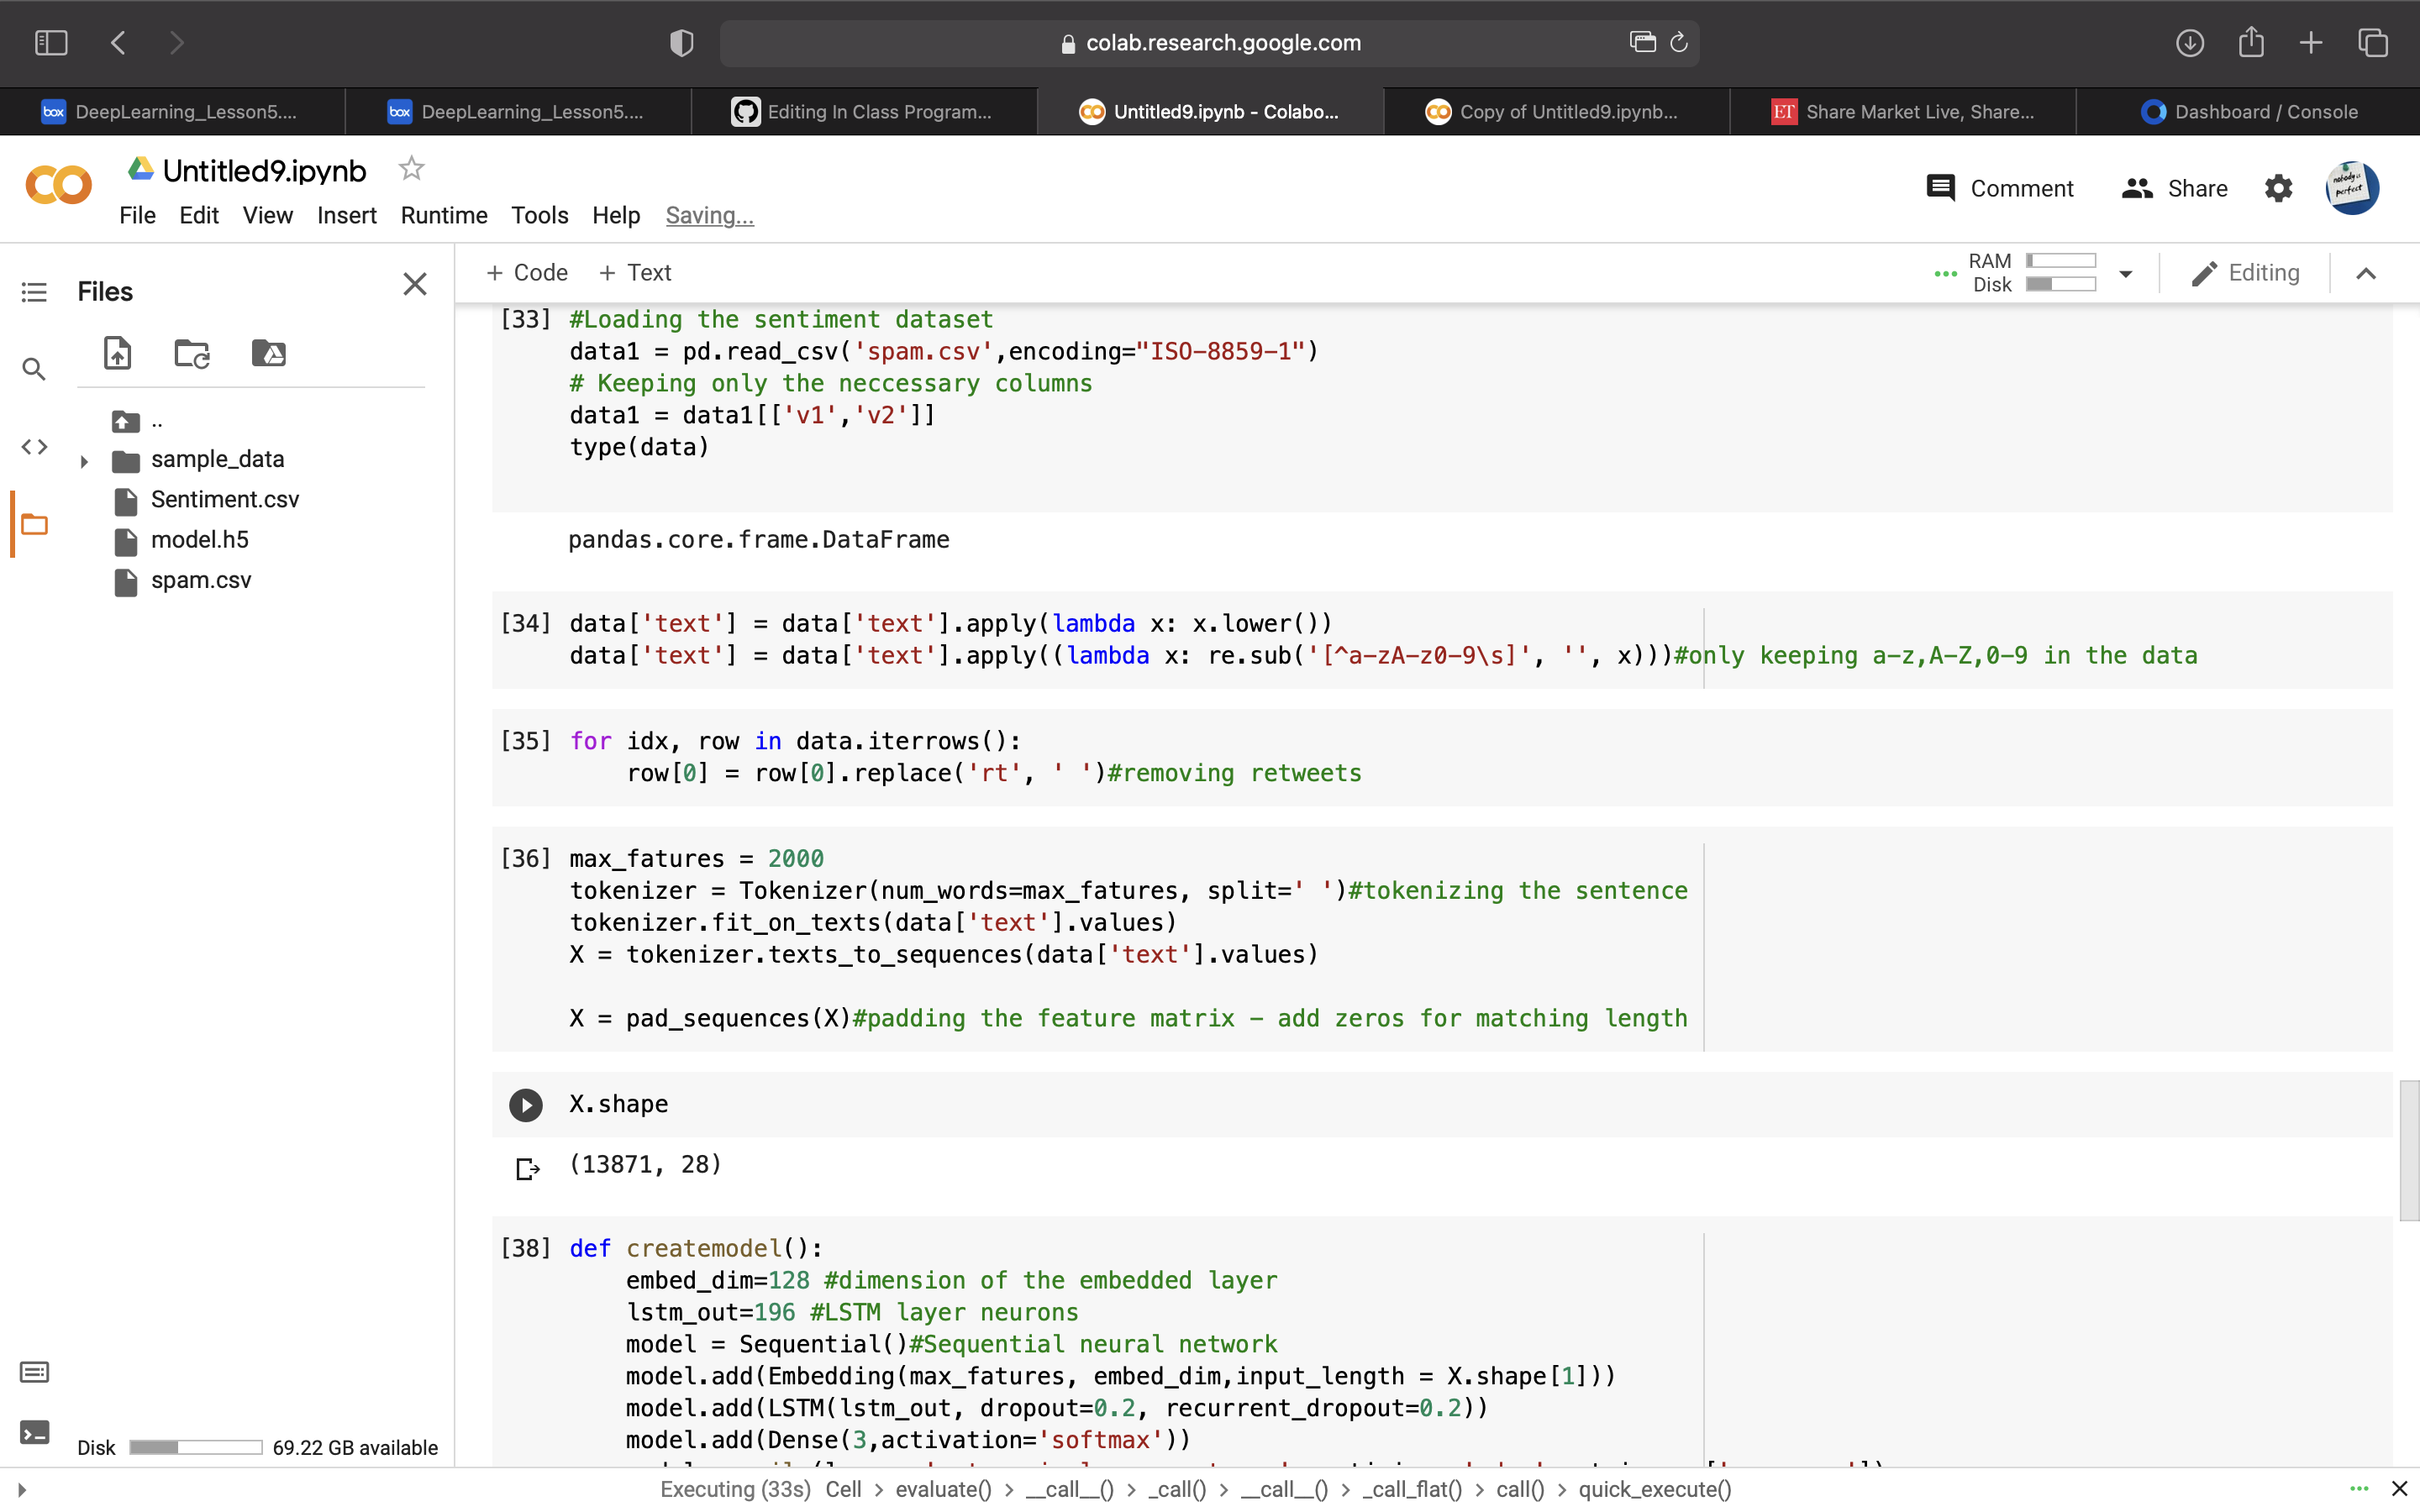 colab.research.google.com
box DeepLearning_Lesson5....
box DeepLearning_Lesson5....
Editing In Class Program...
Untitled9.ipynb - Colabo...
Copy of Untitled9.ipynb...
ET Share Market Live, Share...
Dashboard / Console
Untitled9.ipynb
File Edit View Insert Runtime Tools Help Saving...
Comment Share
nobody is perfect
Files
+ Code + Text
RAM
Disk
Editing
..
sample_data
Sentiment.csv
model.h5
spam.csv
[33] #Loading the sentiment dataset
data1 = pd.read_csv('spam.csv',encoding="ISO-8859-1")
# Keeping only the neccessary columns
data1 = data1[['v1','v2']]
type(data)
pandas.core.frame.DataFrame
[34] data['text'] = data['text'].apply(lambda x: x.lower())
data['text'] = data['text'].apply((lambda x: re.sub('[^a-zA-z0-9\s]', '', x)))#only keeping a-z,A-Z,0-9 in the data
[35] for idx, row in data.iterrows():
row[0] = row[0].replace('rt', ' ')#removing retweets
[36] max_fatures = 2000
tokenizer = Tokenizer(num_words=max_fatures, split=' ')#tokenizing the sentence
tokenizer.fit_on_texts(data['text'].values)
X = tokenizer.texts_to_sequences(data['text'].values)
X = pad_sequences(X)#padding the feature matrix - add zeros for matching length
X.shape
(13871, 28)
[38] def createmodel():
embed_dim=128 #dimension of the embedded layer
lstm_out=196 #LSTM layer neurons
model = Sequential()#Sequential neural network
model.add(Embedding(max_fatures, embed_dim,input_length = X.shape[1]))
model.add(LSTM(lstm_out, dropout=0.2, recurrent_dropout=0.2))
model.add(Dense(3,activation='softmax'))
Disk 69.22 GB available
Executing (33s) Cell > evaluate() > __call__() > _call() > __call__() > _call_flat() > call() > quick_execute()